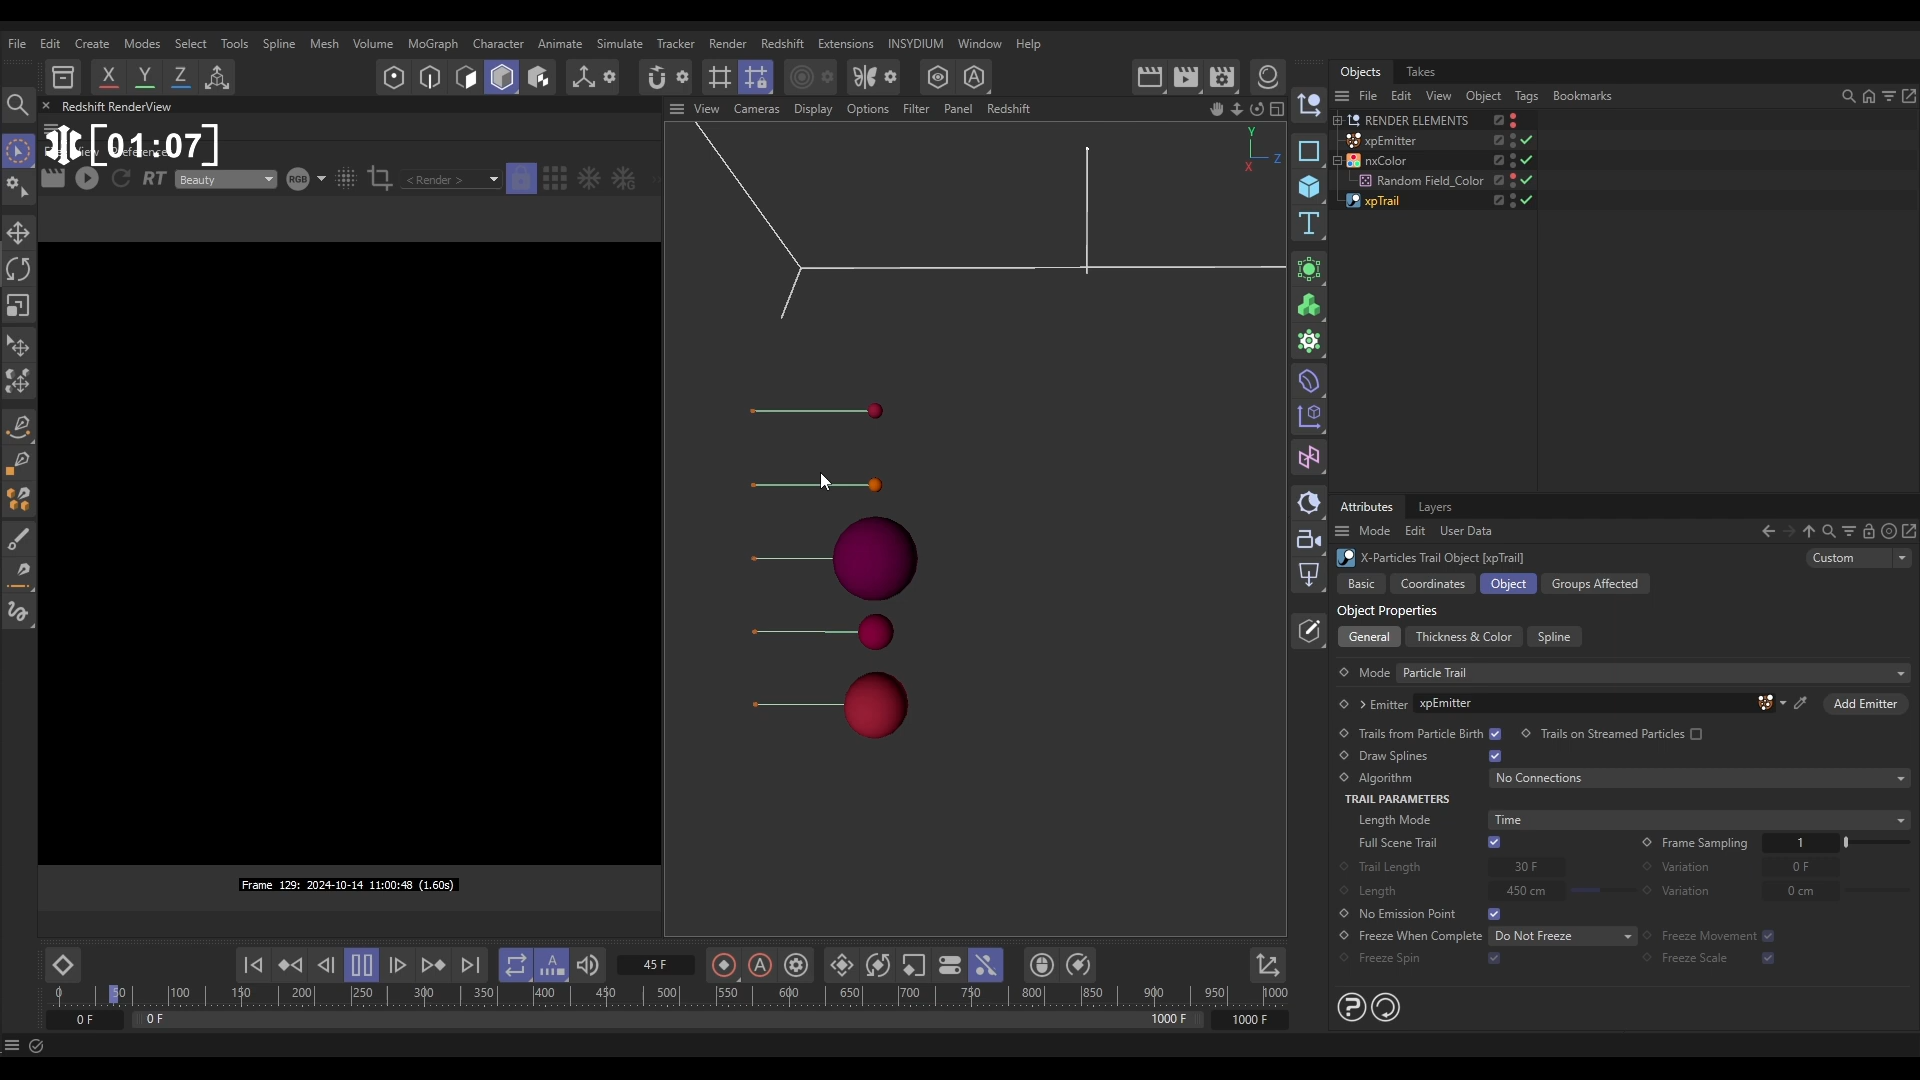 File Edit Create Modes Select Tools Spline Mesh Volume MoGraph Character Animate Simulate Tracker Render Redshift Extensions INSYDIUM Window Help
X Y Z
Redshift RenderView
[01:07]
RT Beauty RGB < Render >
Frame 129: 2024-10-14 11:00:48 (1.60s)
View Cameras Display Options Filter Panel Redshift
Y
Z
X
Objects Takes
File Edit View Object Tags Bookmarks
RENDER ELEMENTS
xpEmitter
nxColor
Random Field_Color
xpTrail
Attributes Layers
Mode Edit User Data
X-Particles Trail Object [xpTrail] Custom
Basic Coordinates Object Groups Affected
Object Properties
General Thickness & Color Spline
Mode Particle Trail
Emitter xpEmitter Add Emitter
Trails from Particle Birth Trails on Streamed Particles
Draw Splines
Algorithm No Connections
TRAIL PARAMETERS
Length Mode Time
Full Scene Trail Frame Sampling 1
Trail Length 30 F Variation 0 F
Length 450 cm Variation 0 cm
No Emission Point
Freeze When Complete Do Not Freeze Freeze Movement
Freeze Spin Freeze Scale
45 F
0 50 100 150 200 250 300 350 400 450 500 550 600 650 700 750 800 850 900 950 1000
0 F 0 F 1000 F 1000 F